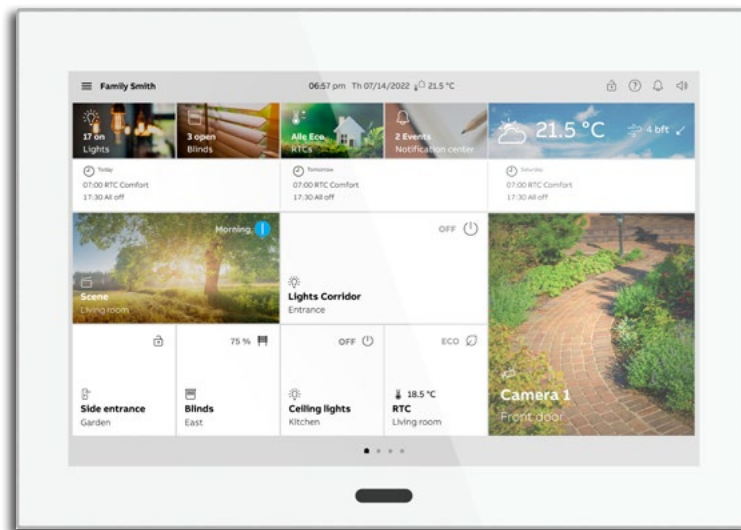 Family Smith
06:57 pm Th 07/14/2022 21.5 °C
17 on
Lights
3 open
Blinds
Alle Eco
RTCs
2 Events
Notification center
21.5 °C
4 bft
Today
07:00 RTC Comfort
17:30 All off
Tomorrow
07:00 RTC Comfort
17:30 All off
Saturday
07:00 RTC Comfort
17:30 All off
Morning
Scene
Living room
OFF
Lights Corridor
Entrance
Camera 1
Front door
Side entrance
Garden
75 %
Blinds
East
OFF
Ceiling lights
Kitchen
ECO
18.5 °C
RTC
Living room